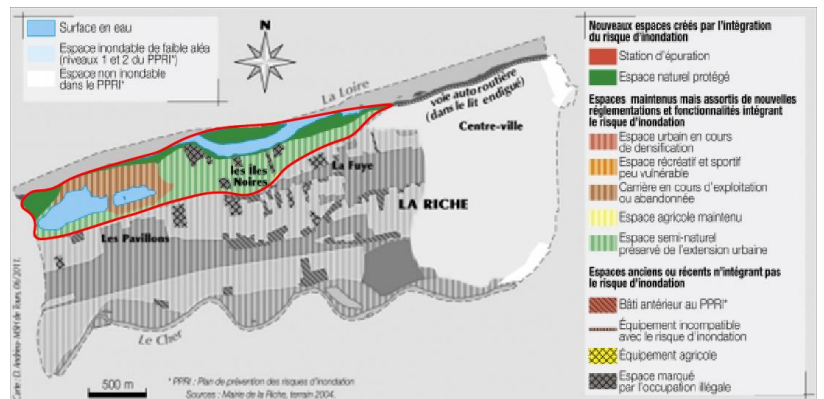 Surface en eau
Espace inondable de faible aléa
(niveaux 1 et 2 du PPRI*)
Espace non inondable
dans le PPRI*
N
La Loire
voie autoroutière
(dans le lit endigué)
Centre-ville
les îles
Noires
La Fuye
LA RICHE
Les Pavillons
Le Cher
500 m
* PPRI : Plan de prévention des risques d'inondation
Sources : Mairie de la Riche, terrain 2004.
Carte : D. Andrieu - MSH de Tours, 06/2011.
Nouveaux espaces créés par l'intégration
du risque d'inondation
Station d'épuration
Espace naturel protégé
Espaces maintenus mais assortis de nouvelles
réglementations et fonctionnalités intégrant
le risque d'inondation
Espace urbain en cours
de densification
Espace récréatif et sportif
peu vulnérable
Carrière en cours d'exploitation
ou abandonnée
Espace agricole maintenu
Espace semi-naturel
préservé de l'extension urbaine
Espaces anciens ou récents n'intégrant pas
le risque d'inondation
Bâti antérieur au PPRI*
Équipement incompatible
avec le risque d'inondation
Équipement agricole
Espace marqué
par l'occupation illégale